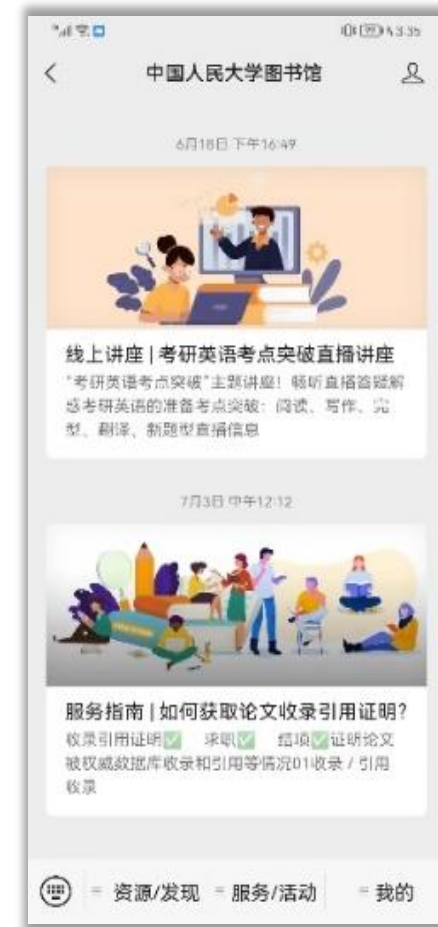 3:35
中国人民大学图书馆
6月18日 下午16:49
线上讲座 | 考研英语考点突破直播讲座
"考研英语考点突破"主题讲座！畅听直播答疑解
惑考研英语的准备考点突破：阅读、写作、完
型、翻译、新题型直播信息
7月3日 中午12:12
服务指南 | 如何获取论文收录引用证明?
收录引用证明✅ 求职✅ 结项✅证明论文
被权威数据库收录和引用等情况01收录 / 引用
收录
资源/发现 服务/活动 我的